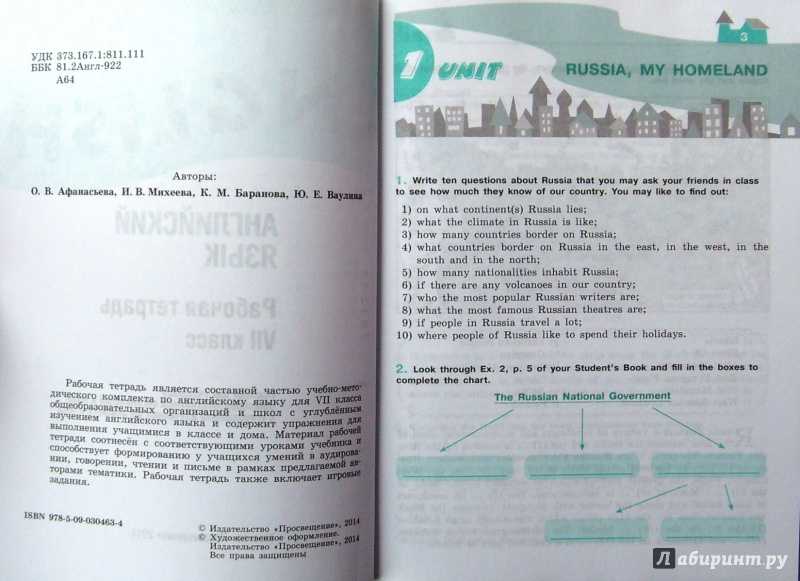 УДК 373.167.1:811.111
ББК 81.2Англ-922
А64
Авторы:
О. В. Афанасьева, И. В. Михеева, К. М. Баранова, Ю. Е. Ваулина
АНГЛИЙСКИЙ
ЯЗЫК
Рабочая тетрадь
VII класс
Рабочая тетрадь является составной частью учебно-мето-
дического комплекта по английскому языку для VII класса
общеобразовательных организаций и школ с углублённым
изучением английского языка и содержит упражнения для
выполнения учащимися в классе и дома. Материал рабочей
тетради соотнесён с соответствующими уроками учебника и
способствует формированию у учащихся умений в аудирова-
нии, говорении, чтении и письме в рамках предлагаемой ав-
торами тематики. Рабочая тетрадь также включает игровые
задания.
ISBN 978-5-09-030463-4
© Издательство «Просвещение», 2014
© Художественное оформление.
Издательство «Просвещение», 2014
Все права защищены
3
1 UNIT
RUSSIA, MY HOMELAND
1. Write ten questions about Russia that you may ask your friends in class
to see how much they know of our country. You may like to find out:
1) on what continent(s) Russia lies;
2) what the climate in Russia is like;
3) how many countries border on Russia;
4) what countries border on Russia in the east, in the west, in the
south and in the north;
5) how many nationalities inhabit Russia;
6) if there are any volcanoes in our country;
7) who the most popular Russian writers are;
8) what the most famous Russian theatres are;
9) if people in Russia travel a lot;
10) where people of Russia like to spend their holidays.
2. Look through Ex. 2, p. 5 of your Student's Book and fill in the boxes to
complete the chart.
The Russian National Government
Лабиринт.ру